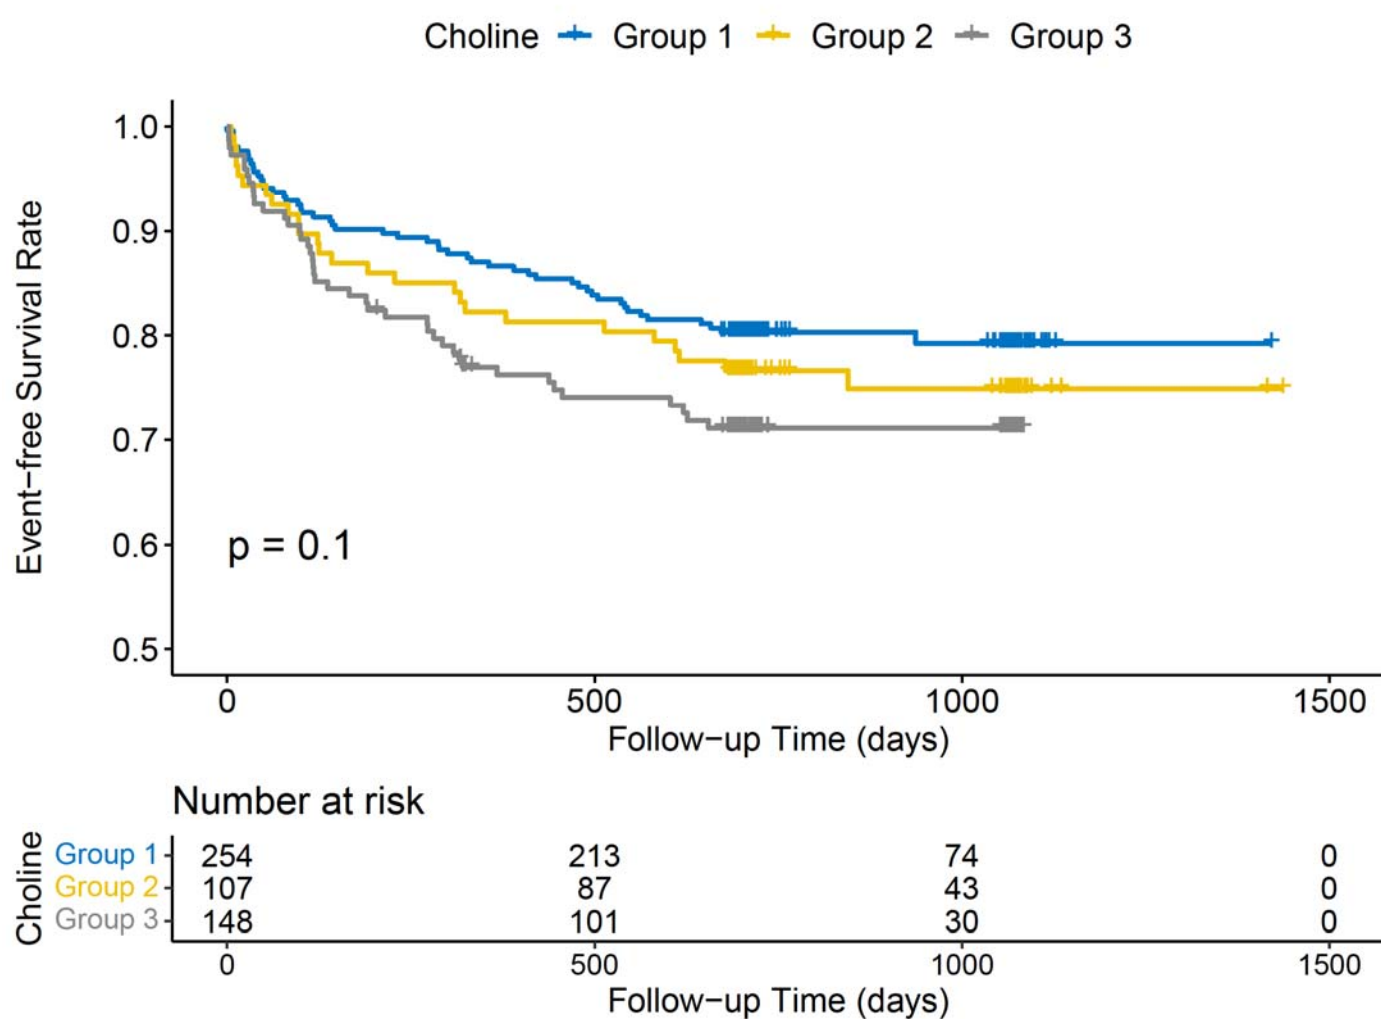 Choline Group 1 Group 2 Group 3
Event−free Survival Rate
1.0
0.9
0.8
0.7
0.6
0.5
p = 0.1
0 500 1000 1500
Follow−up Time (days)
Number at risk
Choline
Group 1 254 213 74 0
Group 2 107 87 43 0
Group 3 148 101 30 0
0 500 1000 1500
Follow−up Time (days)